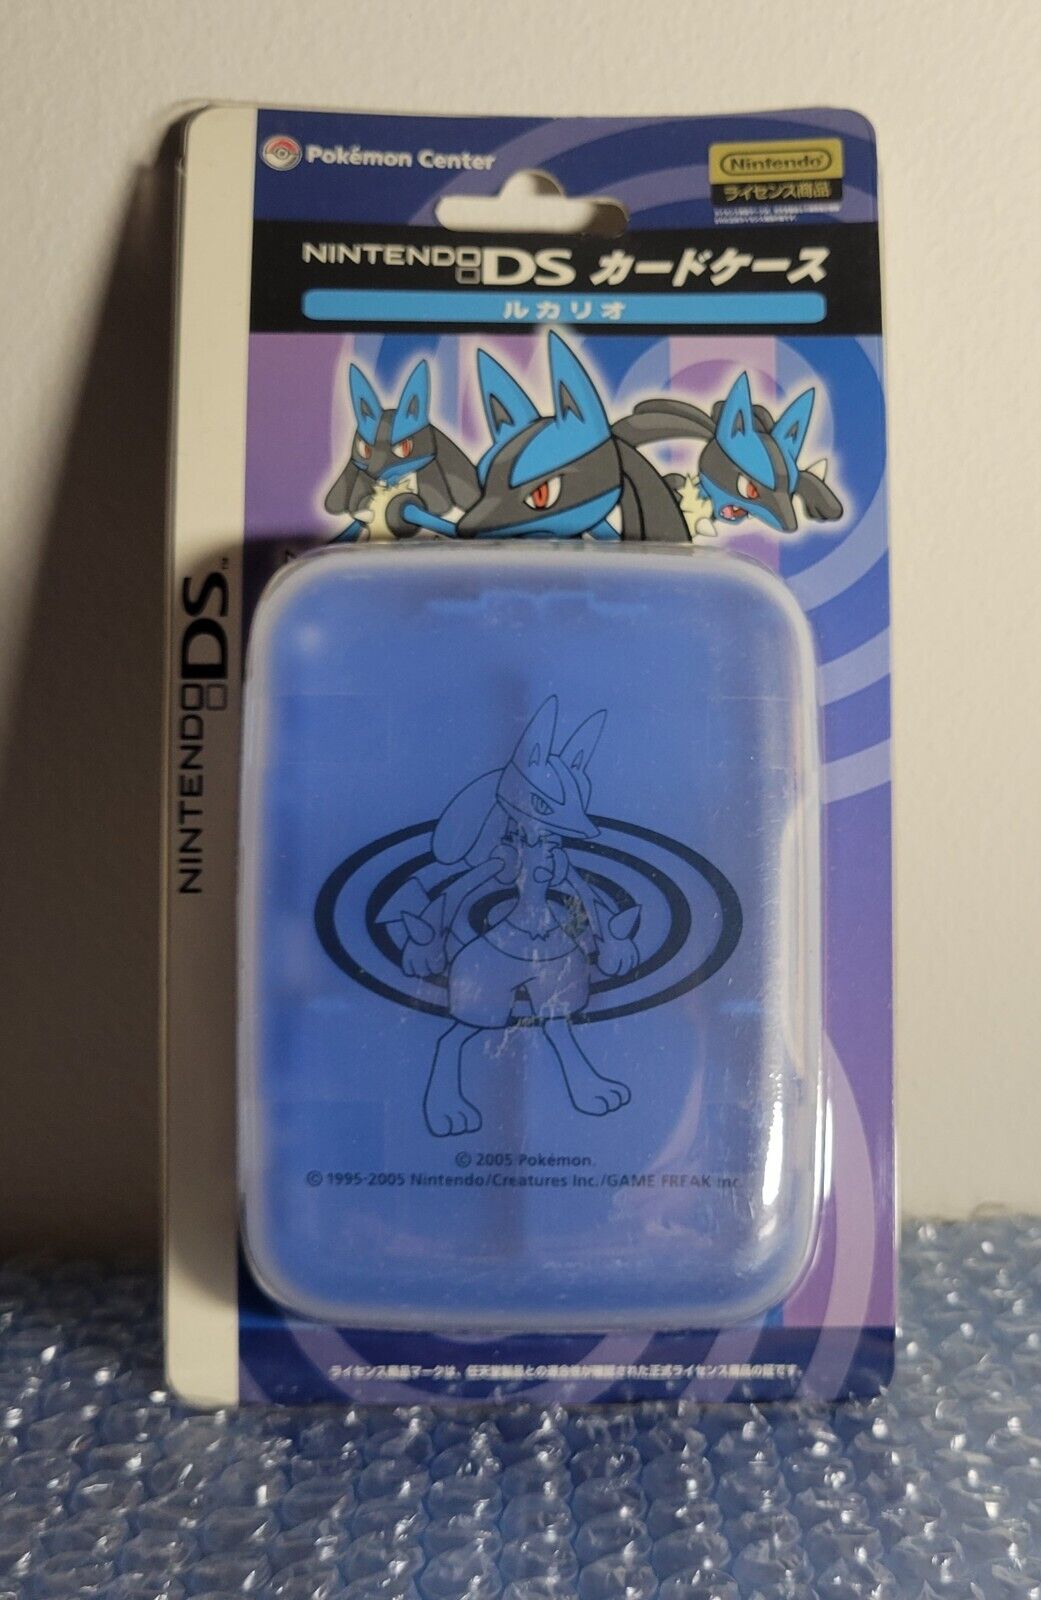 Pokémon Center
Nintendo
ライセンス商品
NINTENDO DS カードケース
ルカリオ
NINTENDO DS™
© 2005 Pokémon.
© 1995-2005 Nintendo/Creatures Inc./GAME FREAK inc.
ライセンス商品マークは、任天堂製品との適合性が確認された正式ライセンス商品の証です。